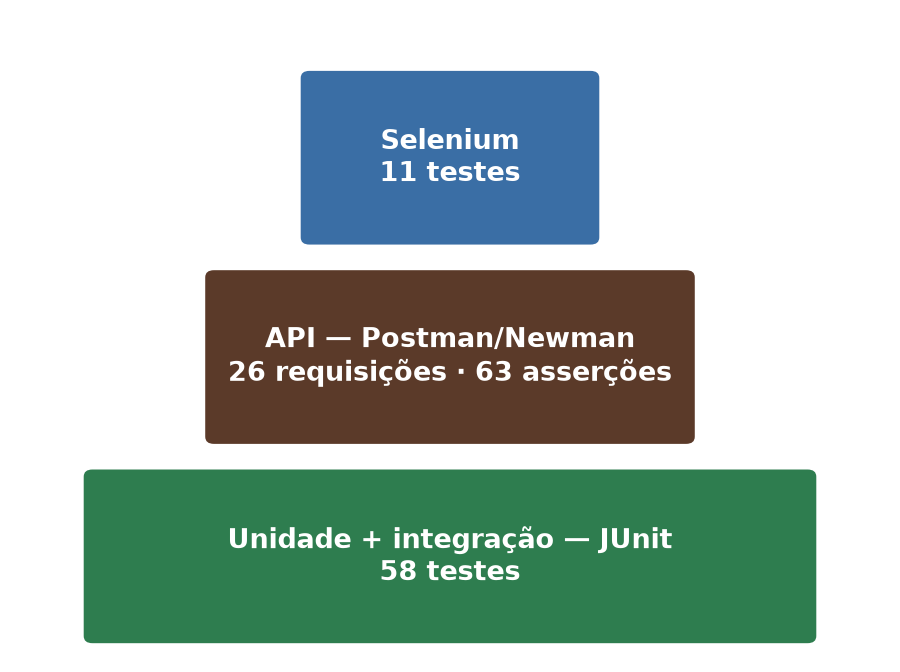 Selenium
11 testes
API — Postman/Newman
26 requisições · 63 asserções
Unidade + integração — JUnit
58 testes